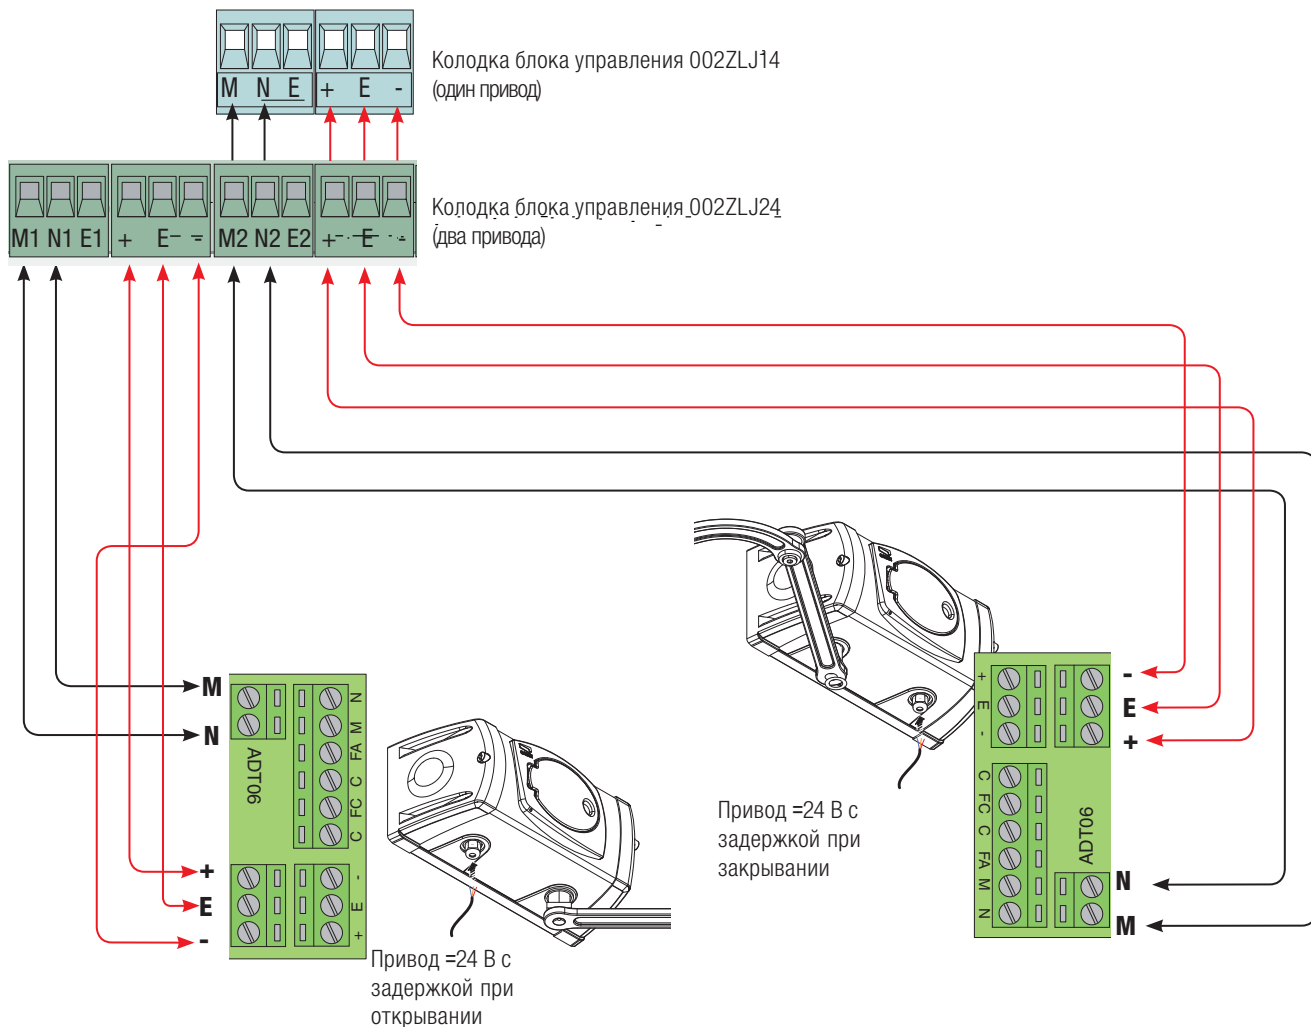 Колодка блока управления 002ZLJ14
(один привод)
M N E + E -
Колодка блока управления 002ZLJ24
(два привода)
M1 N1 E1 + E - M2 N2 E2 + E -
M
N
ADT06
N
M
FA
C
FC
C
+
E
-
-
E
+
Привод =24 В с
задержкой при
открывании
+
E
-
-
E
+
C
FC
C
FA
M
N
ADT06
N
M
Привод =24 В с
задержкой при
закрывании